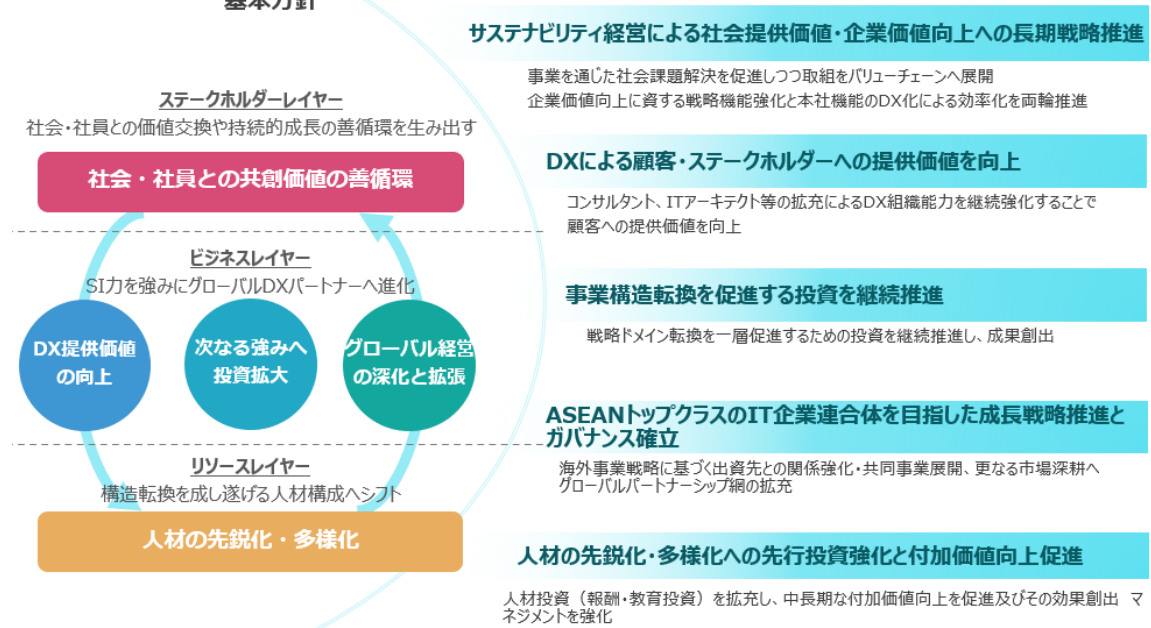 基本方針
ステークホルダーレイヤー
社会・社員との価値交換や持続的成長の善循環を生み出す
社会・社員との共創価値の善循環
ビジネスレイヤー
SI力を強みにグローバルDXパートナーへ進化
DX提供価値
の向上
次なる強みへ
投資拡大
グローバル経営
の深化と拡張
リソースレイヤー
構造転換を成し遂げる人材構成へシフト
人材の先鋭化・多様化
サステナビリティ経営による社会提供価値・企業価値向上への長期戦略推進
事業を通じた社会課題解決を促進しつつ取組をバリューチェーンへ展開
企業価値向上に資する戦略機能強化と本社機能のDX化による効率化を両輪推進
DXによる顧客・ステークホルダーへの提供価値を向上
コンサルタント、ITアーキテクト等の拡充によるDX組織能力を継続強化することで
顧客への提供価値を向上
事業構造転換を促進する投資を継続推進
戦略ドメイン転換を一層促進するための投資を継続推進し、成果創出
ASEANトップクラスのIT企業連合体を目指した成長戦略推進と
ガバナンス確立
海外事業戦略に基づく出資先との関係強化・共同事業展開、更なる市場深耕へ
グローバルパートナーシップ網の拡充
人材の先鋭化・多様化への先行投資強化と付加価値向上促進
人材投資（報酬・教育投資）を拡充し、中長期な付加価値向上を促進及びその効果創出 マ
ネジメントを強化